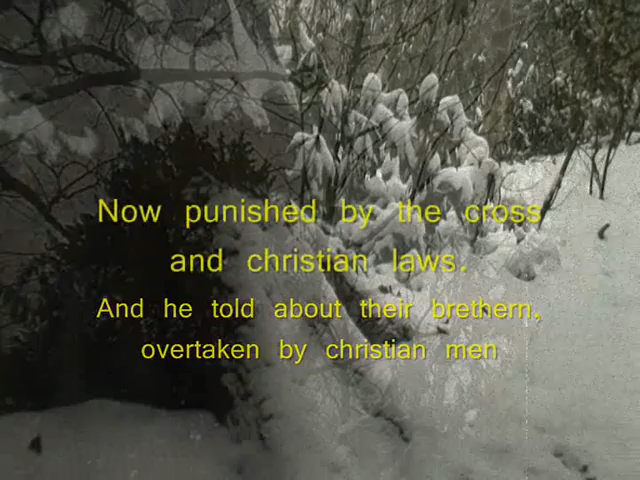 Now punished by the cross
and christian laws.
And he told about their brethern,
overtaken by christian men